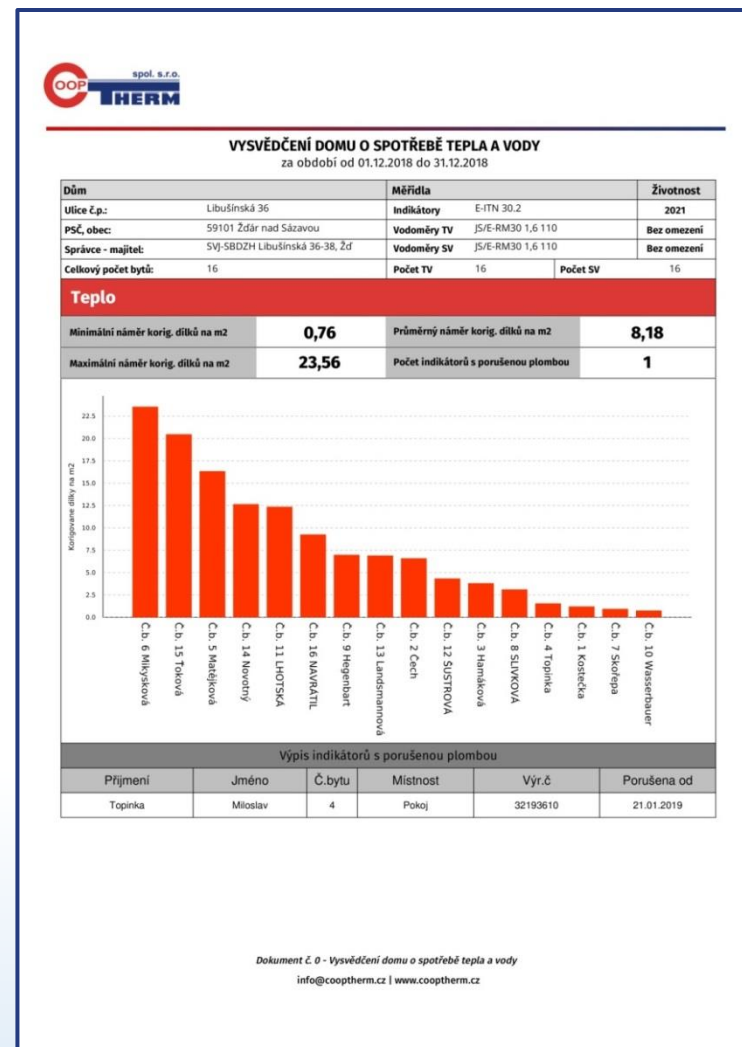 spol. s.r.o.
COOP
THERM
VYSVĚDČENÍ DOMU O SPOTŘEBĚ TEPLA A VODY
za období od 01.12.2018 do 31.12.2018
Dům Měřidla Životnost
Ulice č.p.: Libušínská 36 Indikátory E-ITN 30.2 2021
PSČ, obec: 59101 Žďár nad Sázavou Vodoměry TV JS/E-RM30 1,6 110 Bez omezení
Správce - majitel: SVJ-SBDZH Libušínská 36-38, Žď Vodoměry SV JS/E-RM30 1,6 110 Bez omezení
Celkový počet bytů: 16 Počet TV 16 Počet SV 16
Teplo
Minimální náměr korig. dílků na m2 0,76 Průměrný náměr korig. dílků na m2 8,18
Maximální náměr korig. dílků na m2 23,56 Počet indikátorů s porušenou plombou 1
Korigovane dílky na m2
22.5
20.0
17.5
15.0
12.5
10.0
7.5
5.0
2.5
0.0
Č.b. 6 Mikysková
Č.b. 15 Ťoková
Č.b. 5 Matějková
Č.b. 14 Novotný
Č.b. 11 LHOTSKÁ
Č.b. 16 NAVRÁTIL
Č.b. 9 Hegenbart
Č.b. 13 Landsmannová
Č.b. 2 Čech
Č.b. 12 ŠUSTROVÁ
Č.b. 3 Hamáková
Č.b. 8 SLIVKOVÁ
Č.b. 4 Topinka
Č.b. 1 Kostečka
Č.b. 7 Skořepa
Č.b. 10 Wasserbauer
Výpis indikátorů s porušenou plombou
Příjmení Jméno Č.bytu Místnost Výr.č Porušena od
Topinka Miloslav 4 Pokoj 32193610 21.01.2019
Dokument č. 0 - Vysvědčení domu o spotřebě tepla a vody
info@cooptherm.cz | www.cooptherm.cz